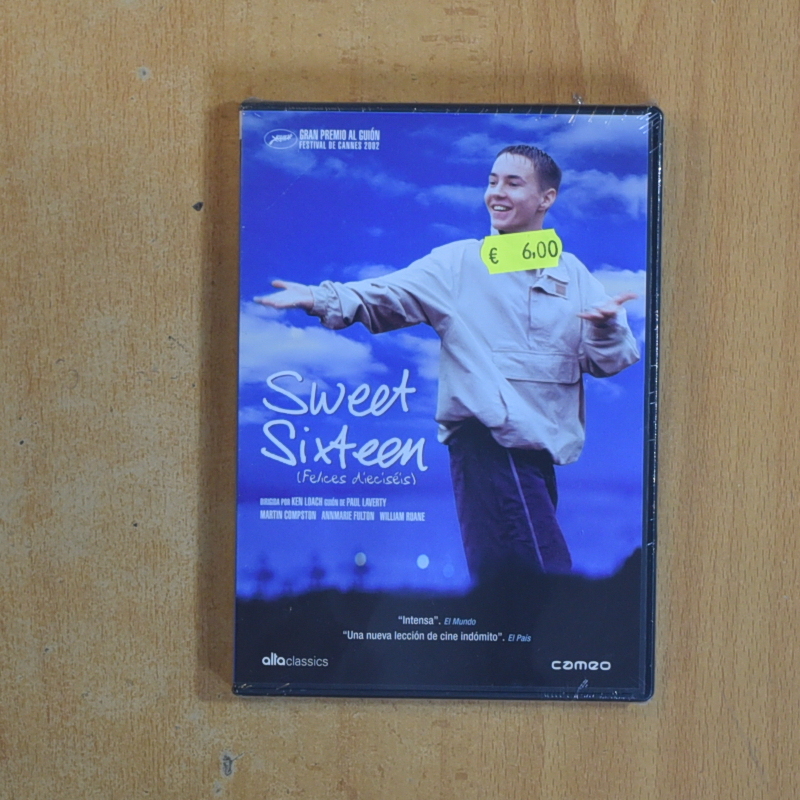 GRAN PREMIO AL GUIÓN
FESTIVAL DE CANNES 2002
€ 6,00
Sweet
Sixteen
(Felices dieciséis)
DIRIGIDA POR KEN LOACH GUIÓN DE PAUL LAVERTY
MARTIN COMPSTON ANNMARIE FULTON WILLIAM RUANE
“Intensa”. El Mundo
“Una nueva lección de cine indómito”. El País
altaclassics
cameo